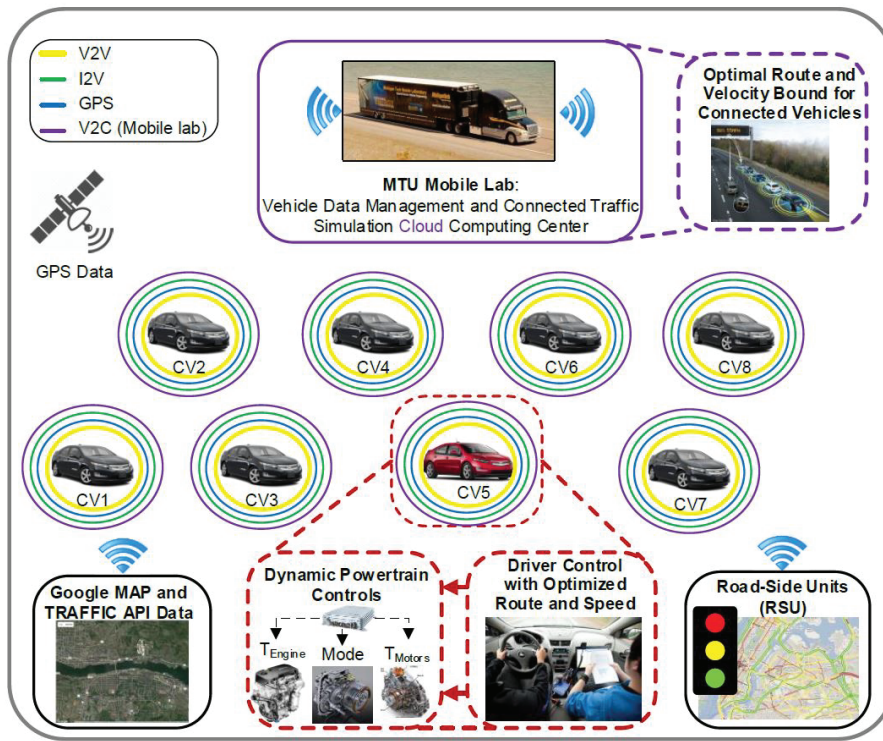 V2V
I2V
GPS
V2C (Mobile lab)
MTU Mobile Lab:
Vehicle Data Management and Connected Traffic
Simulation Cloud Computing Center
Optimal Route and
Velocity Bound for
Connected Vehicles
GPS Data
CV2
CV4
CV6
CV8
CV1
CV3
CV5
CV7
Google MAP and
TRAFFIC API Data
Dynamic Powertrain
Controls
TEngine
Mode
TMotors
Driver Control
with Optimized
Route and Speed
Road-Side Units
(RSU)